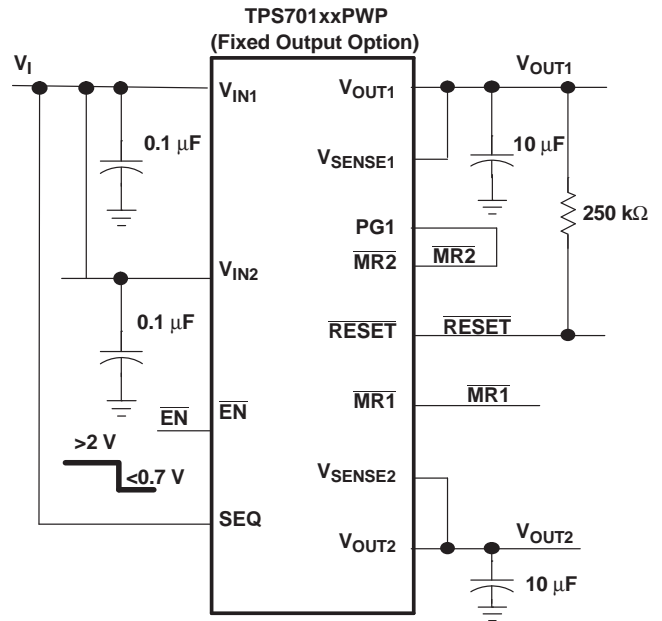 TPS701xxPWP
(Fixed Output Option)
VI
VIN1
VOUT1
VOUT1
0.1 μF
10 μF
VSENSE1
250 kΩ
PG1
MR2
MR2
VIN2
0.1 μF
RESET
RESET
MR1
MR1
EN
EN
>2 V
<0.7 V
VSENSE2
SEQ
VOUT2
VOUT2
10 μF